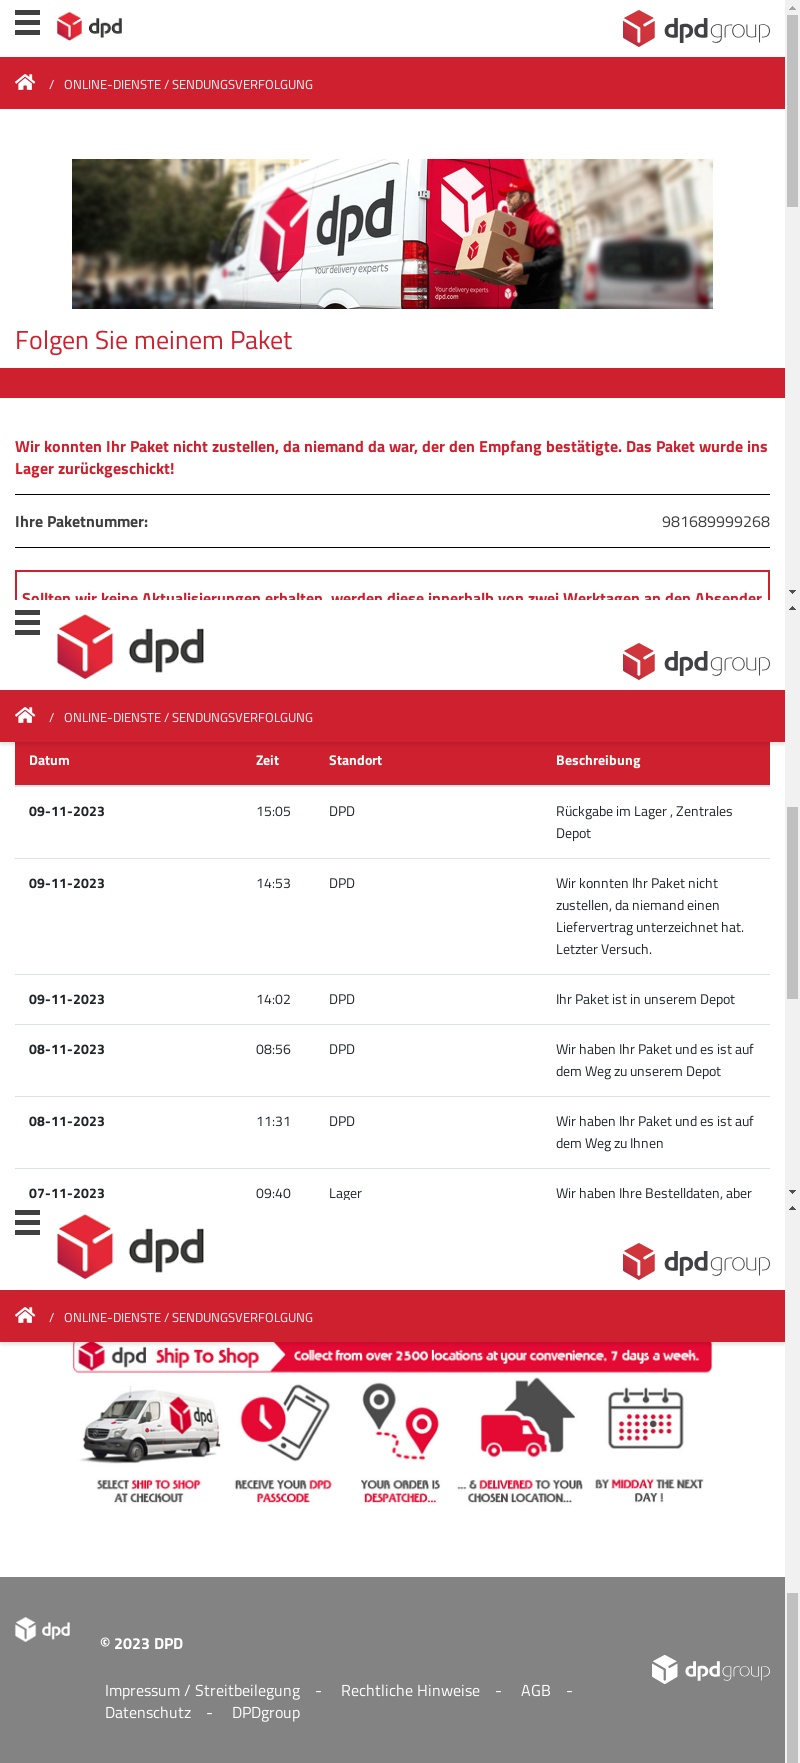 dpd
dpdgroup
/ ONLINE-DIENSTE / SENDUNGSVERFOLGUNG
dpd
Your delivery experts
Your delivery experts
dpd.com
Folgen Sie meinem Paket
Wir konnten Ihr Paket nicht zustellen, da niemand da war, der den Empfang bestätigte. Das Paket wurde ins
Lager zurückgeschickt!
Ihre Paketnummer: 981689999268
Sollten wir keine Aktualisierungen erhalten, werden diese innerhalb von zwei Werktagen an den Absender
dpd
dpdgroup
/ ONLINE-DIENSTE / SENDUNGSVERFOLGUNG
Datum Zeit Standort Beschreibung
09-11-2023 15:05 DPD Rückgabe im Lager , Zentrales
Depot
09-11-2023 14:53 DPD Wir konnten Ihr Paket nicht
zustellen, da niemand einen
Liefervertrag unterzeichnet hat.
Letzter Versuch.
09-11-2023 14:02 DPD Ihr Paket ist in unserem Depot
08-11-2023 08:56 DPD Wir haben Ihr Paket und es ist auf
dem Weg zu unserem Depot
08-11-2023 11:31 DPD Wir haben Ihr Paket und es ist auf
dem Weg zu Ihnen
07-11-2023 09:40 Lager Wir haben Ihre Bestelldaten, aber
dpd
dpdgroup
/ ONLINE-DIENSTE / SENDUNGSVERFOLGUNG
dpd Ship To Shop Collect from over 2500 locations at your convenience. 7 days a week.
dpd
SELECT SHIP TO SHOP
AT CHECKOUT
RECEIVE YOUR DPD
PASSCODE
YOUR ORDER IS
DESPATCHED...
... & DELIVERED TO YOUR
CHOSEN LOCATION...
BY MIDDAY THE NEXT
DAY !
dpd
© 2023 DPD
dpdgroup
Impressum / Streitbeilegung - Rechtliche Hinweise - AGB -
Datenschutz - DPDgroup